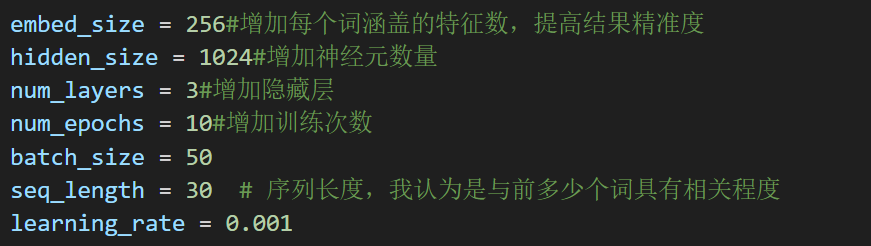 embed_size = 256#增加每个词涵盖的特征数，提高结果精准度
hidden_size = 1024#增加神经元数量
num_layers = 3#增加隐藏层
num_epochs = 10#增加训练次数
batch_size = 50
seq_length = 30  # 序列长度，我认为是与前多少个词具有相关程度
learning_rate = 0.001